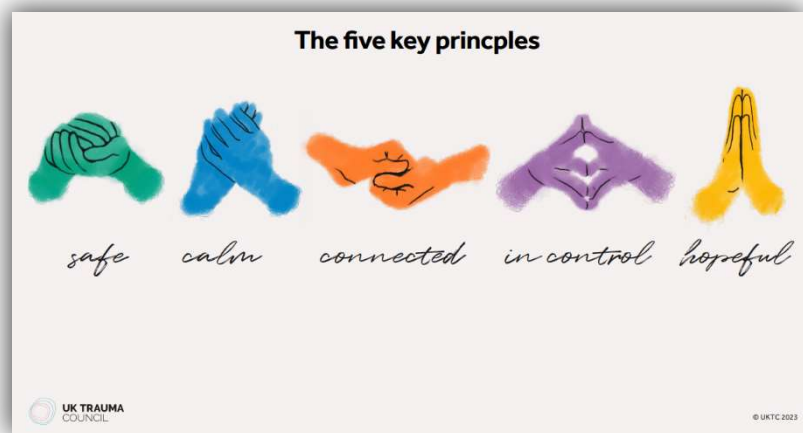 The five key princples
safe calm connected in control hopeful
UK TRAUMA
COUNCIL
© UKTC 2023